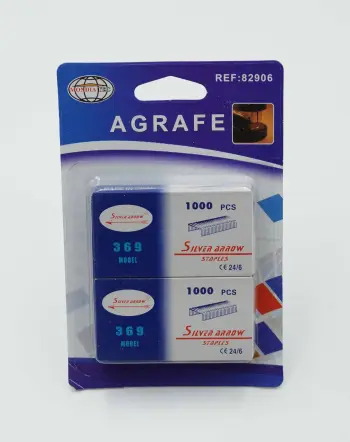 MONDIAL
REF:82906
AGRAFE
SILVER ARROW
369
MODEL
1000 PCS
SILVER ARROW
STAPLES
CE 24/6
SILVER ARROW
369
MODEL
1000 PCS
SILVER ARROW
STAPLES
CE 24/6